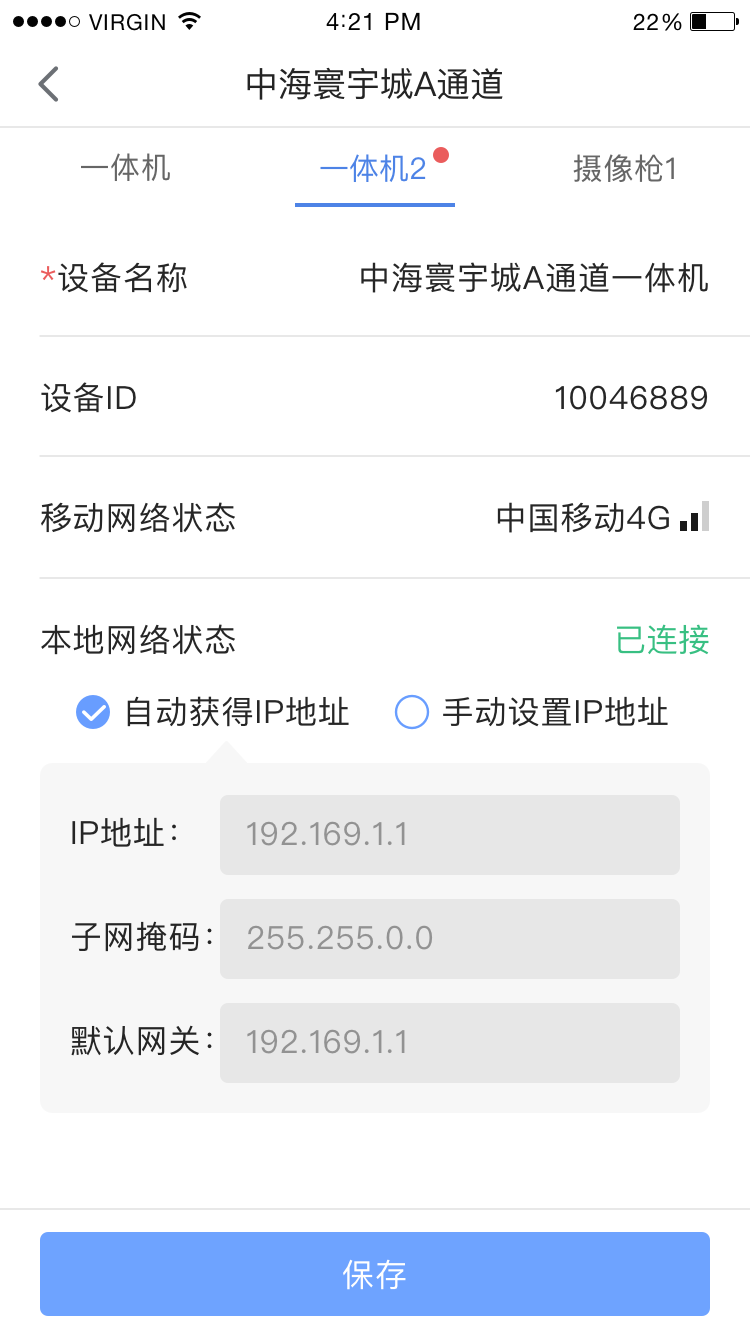 VIRGIN 4:21 PM 22%
中海寰宇城A通道
一体机 一体机2 摄像枪1
*设备名称 中海寰宇城A通道一体机
设备ID 10046889
移动网络状态 中国移动4G
本地网络状态 已连接
自动获得IP地址 手动设置IP地址
IP地址： 192.169.1.1
子网掩码： 255.255.0.0
默认网关： 192.169.1.1
保存